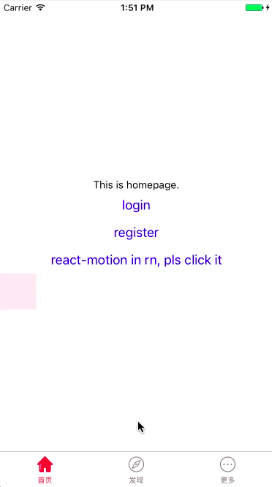 Carrier 1:51 PM
This is homepage.
login
register
react-motion in rn, pls click it
首页 发现 更多